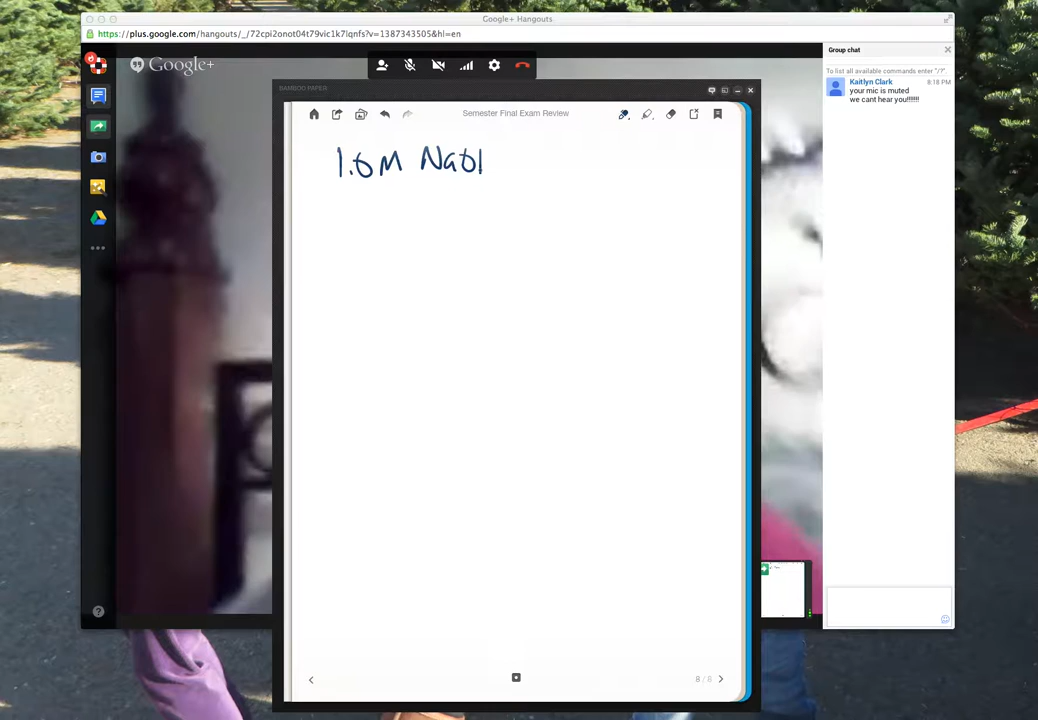 Google+ Hangouts
https://plus.google.com/hangouts/_/72cpi2onot04t79vic1k7lqnfs?v=1387343505&hl=en
Google+
Group chat
To list all available commands enter "/?".
Kaitlyn Clark 8:18 PM
your mic is muted
we cant hear you!!!!!!!
BAMBOO PAPER
Semester Final Exam Review
1.0M NaOl
8 / 8